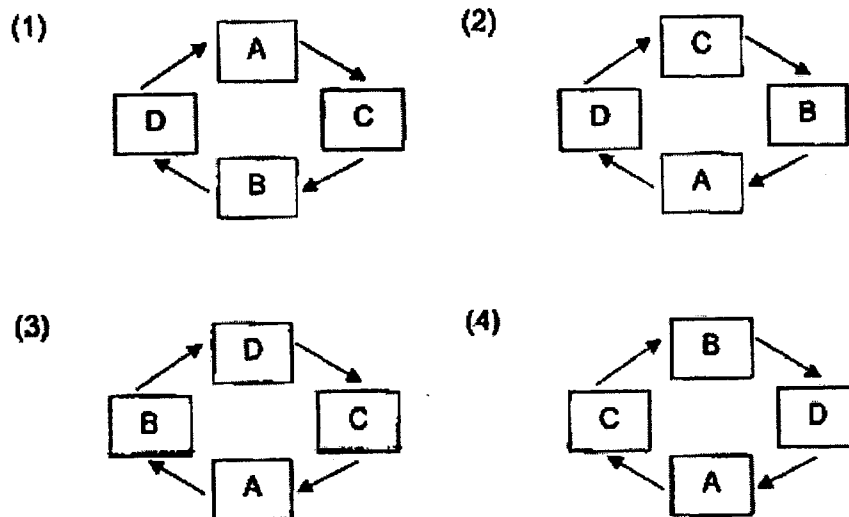 (1) (2)
A C
D C D B
B A
(3) (4)
D B
B C C D
A A